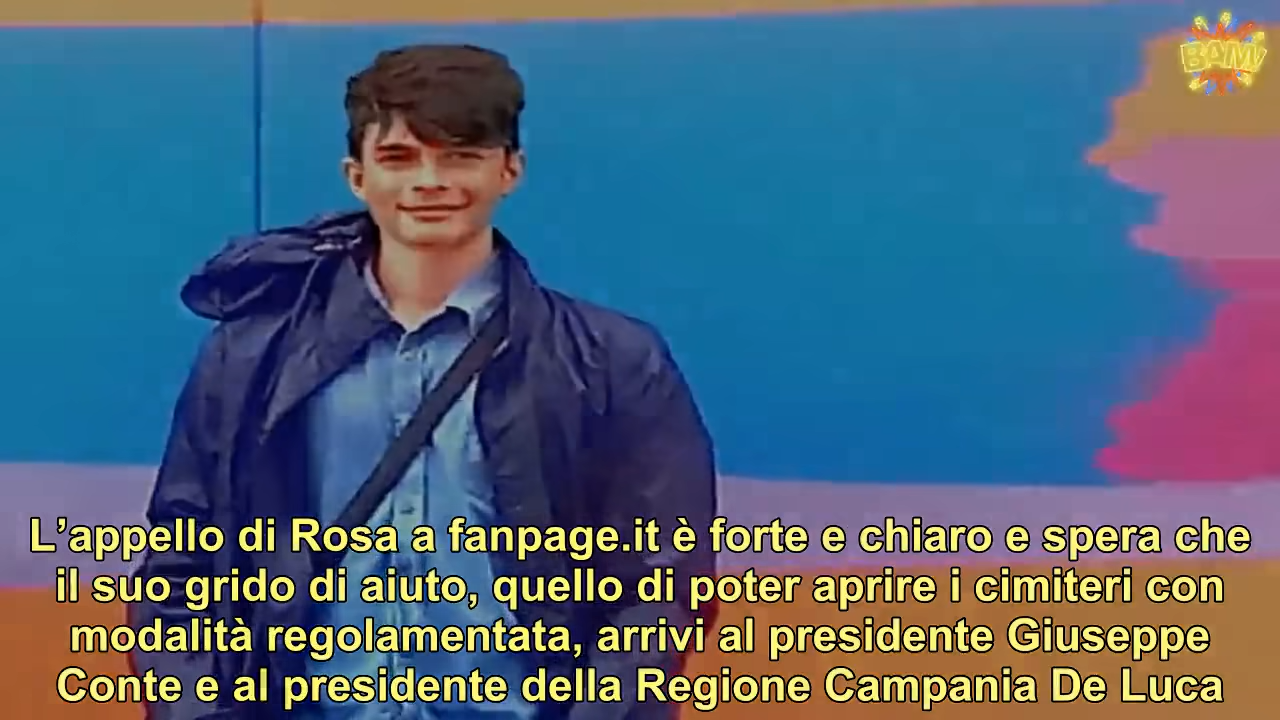 BAM!
L'appello di Rosa a fanpage.it è forte e chiaro e spera che
il suo grido di aiuto, quello di poter aprire i cimiteri con
modalità regolamentata, arrivi al presidente Giuseppe
Conte e al presidente della Regione Campania De Luca